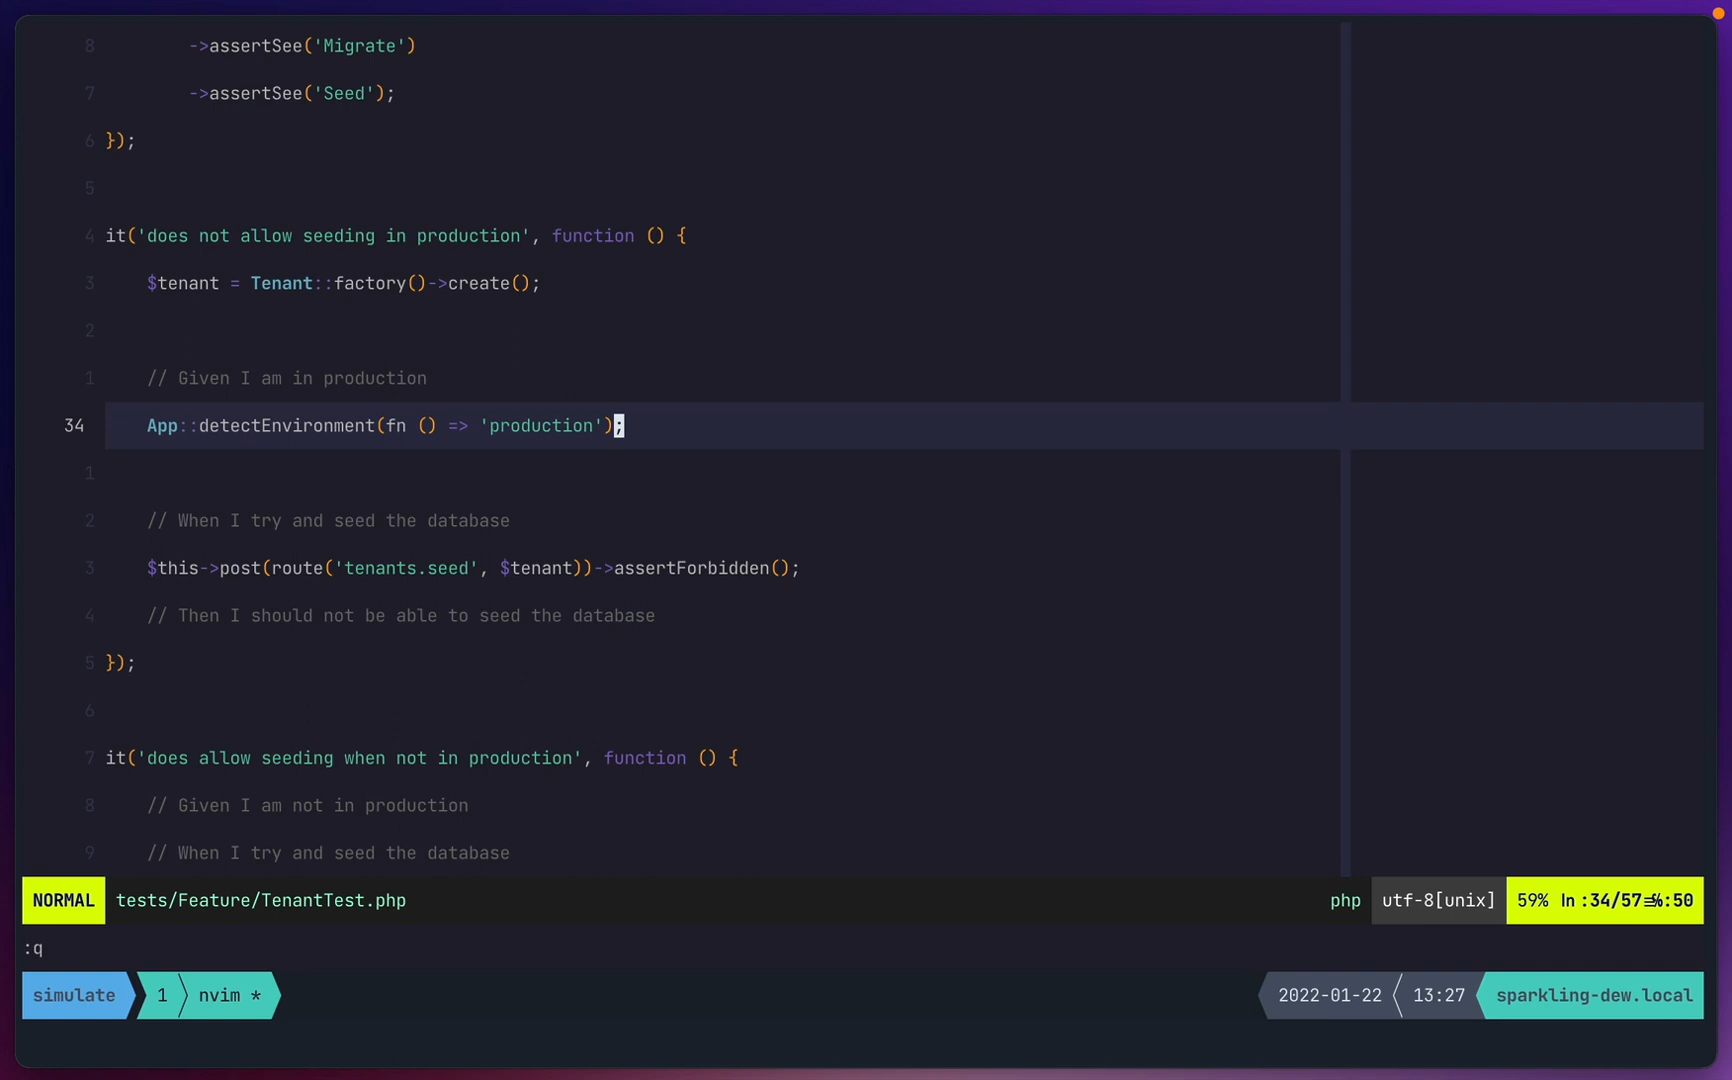 8         ->assertSee('Migrate')
7         ->assertSee('Seed');
6 });
5
4 it('does not allow seeding in production', function () {
3     $tenant = Tenant::factory()->create();
2
1     // Given I am in production
34     App::detectEnvironment(fn () => 'production');
1
2     // When I try and seed the database
3     $this->post(route('tenants.seed', $tenant))->assertForbidden();
4     // Then I should not be able to seed the database
5 });
6
7 it('does allow seeding when not in production', function () {
8     // Given I am not in production
9     // When I try and seed the database
NORMAL tests/Feature/TenantTest.php php utf-8[unix] 59% ln :34/57 :50
:q
simulate 1 nvim * 2022-01-22 13:27 sparkling-dew.local